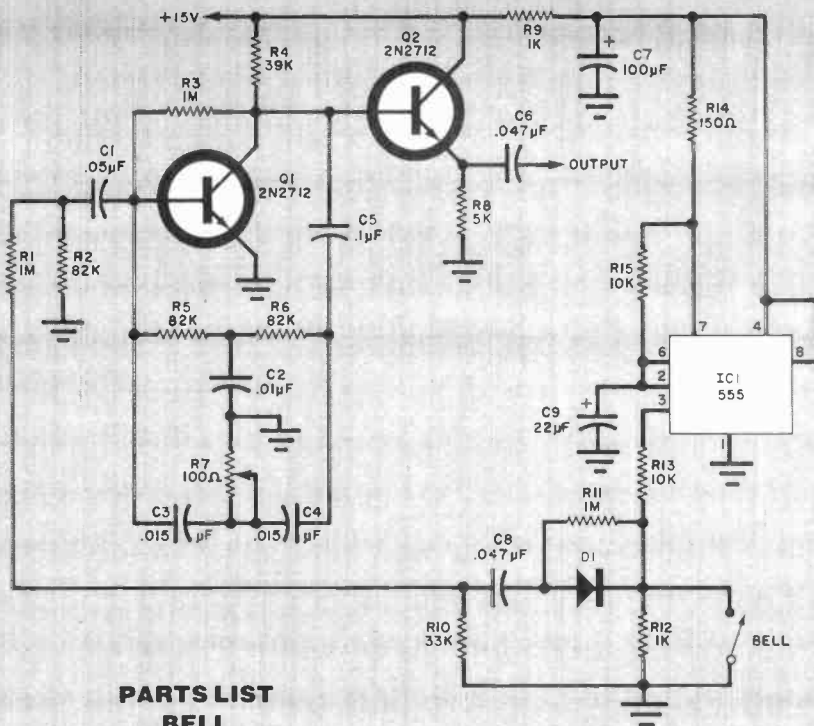 +15V
R9
1K
Q2
2N2712
R4
39K
R3
1M
C7
100µF
R14
150Ω
C6
.047µF
OUTPUT
C1
.05µF
Q1
2N2712
R8
5K
C5
.1µF
R1
1M
R2
82K
R15
10K
R5
82K
R6
82K
7
4
6
2
3
8
IC1
555
1
C2
.01µF
C9
22µF
R7
100Ω
R13
10K
R11
1M
C3
.015 µF
C4
.015 µF
C8
.047µF
D1
R10
33K
R12
1K
BELL
PARTS LIST
BELL